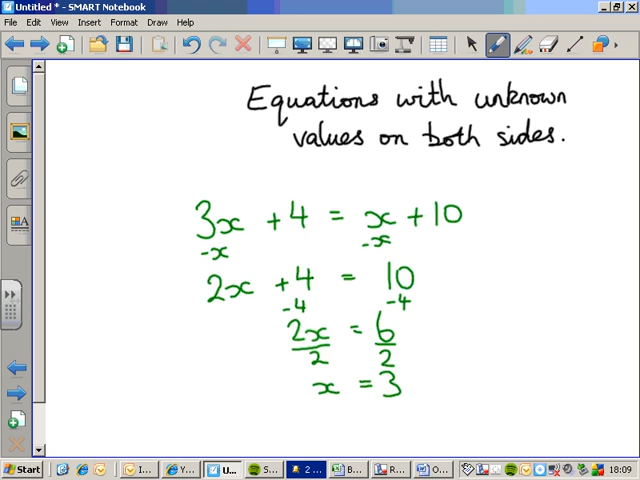 Untitled * - SMART Notebook
File Edit View Insert Format Draw Help
Equations with unknown
values on both sides.
3x + 4 = x + 10
-x -x
2x + 4 = 10
-4 -4
2x = 6
2 2
x = 3
Start I... Y... U... S... 2 ... B... R... O... 18:09